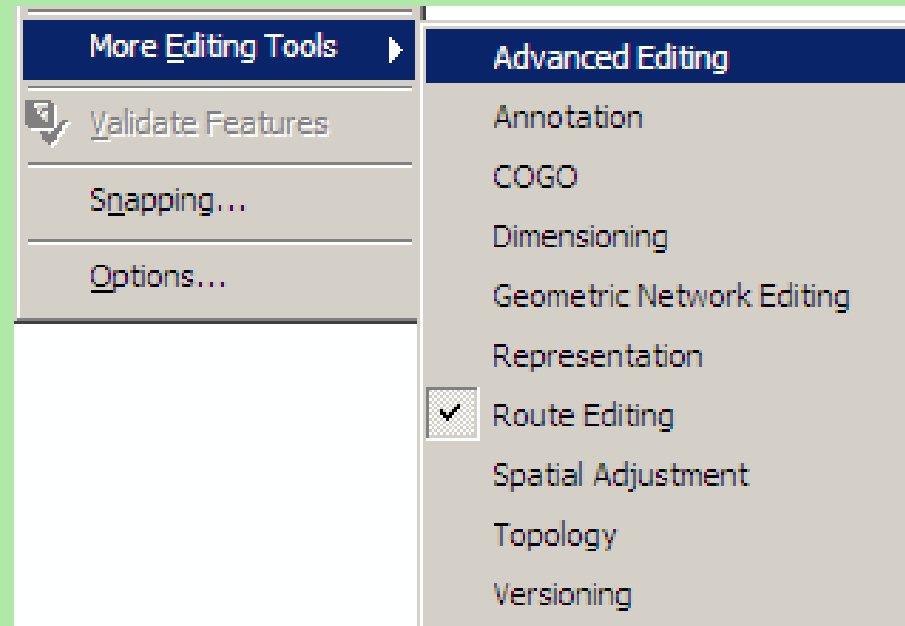 More Editing Tools
Validate Features
Snapping...
Options...
Advanced Editing
Annotation
COGO
Dimensioning
Geometric Network Editing
Representation
Route Editing
Spatial Adjustment
Topology
Versioning